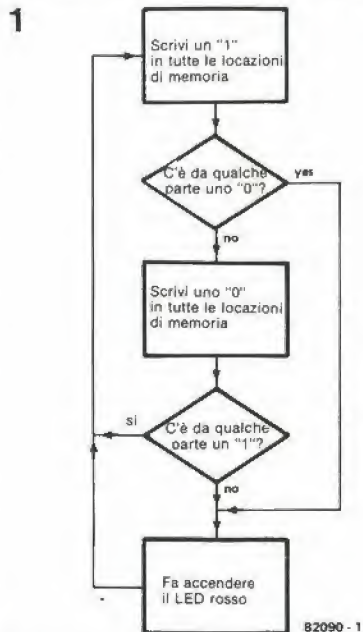 1
Scrivi un "1"
in tutte le locazioni
di memoria
C'è da qualche
parte uno "0"?
yes
no
Scrivi uno "0"
in tutte le locazioni
di memoria
si
C'è da qualche
parte un "1"?
no
Fa accendere
il LED rosso
82090 - 1